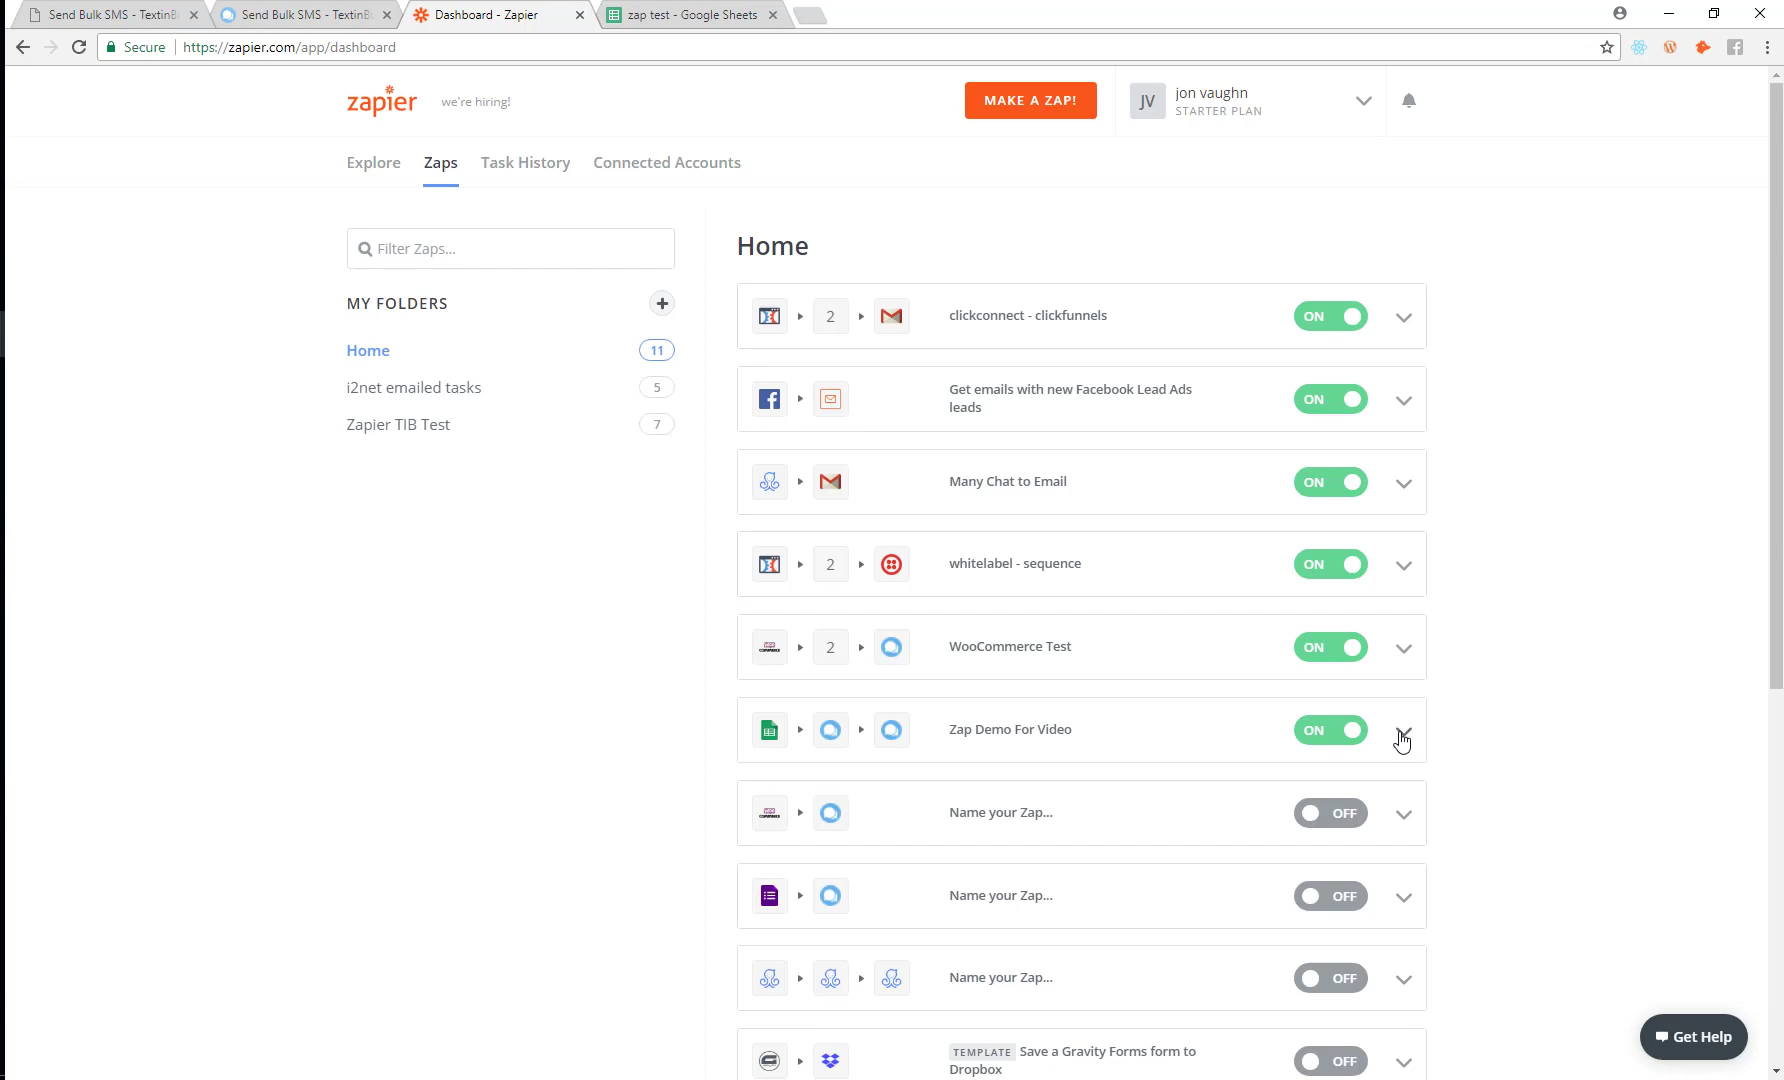 Send Bulk SMS - TextinB
Send Bulk SMS - TextinBu
Dashboard - Zapier
zap test - Google Sheets
Secure
https://zapier.com/app/dashboard
zapier
we're hiring!
MAKE A ZAP!
JV
jon vaughn
STARTER PLAN
Explore
Zaps
Task History
Connected Accounts
Filter Zaps...
MY FOLDERS
Home
11
i2net emailed tasks
5
Zapier TIB Test
7
Home
2
clickconnect - clickfunnels
ON
Get emails with new Facebook Lead Ads
leads
ON
Many Chat to Email
ON
2
whitelabel - sequence
ON
2
WooCommerce Test
ON
Zap Demo For Video
ON
Name your Zap...
OFF
Name your Zap...
OFF
Name your Zap...
OFF
TEMPLATE Save a Gravity Forms form to
Dropbox
OFF
Get Help